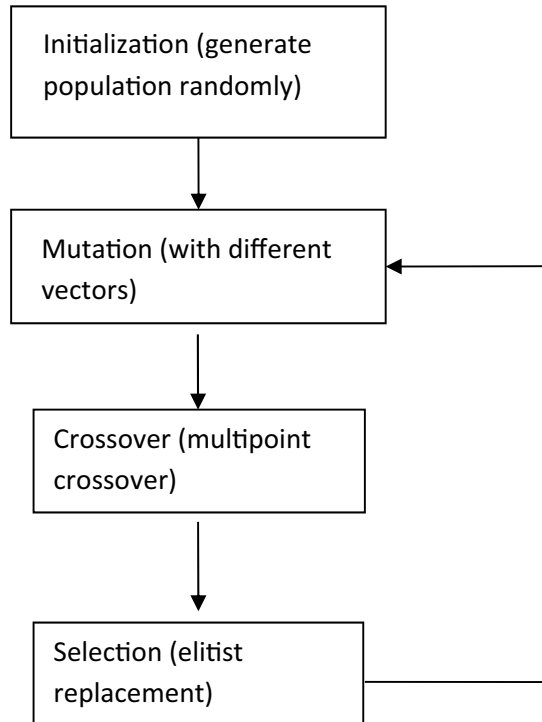 Initialization (generate
population randomly)
Mutation (with different
vectors)
Crossover (multipoint
crossover)
Selection (elitist
replacement)